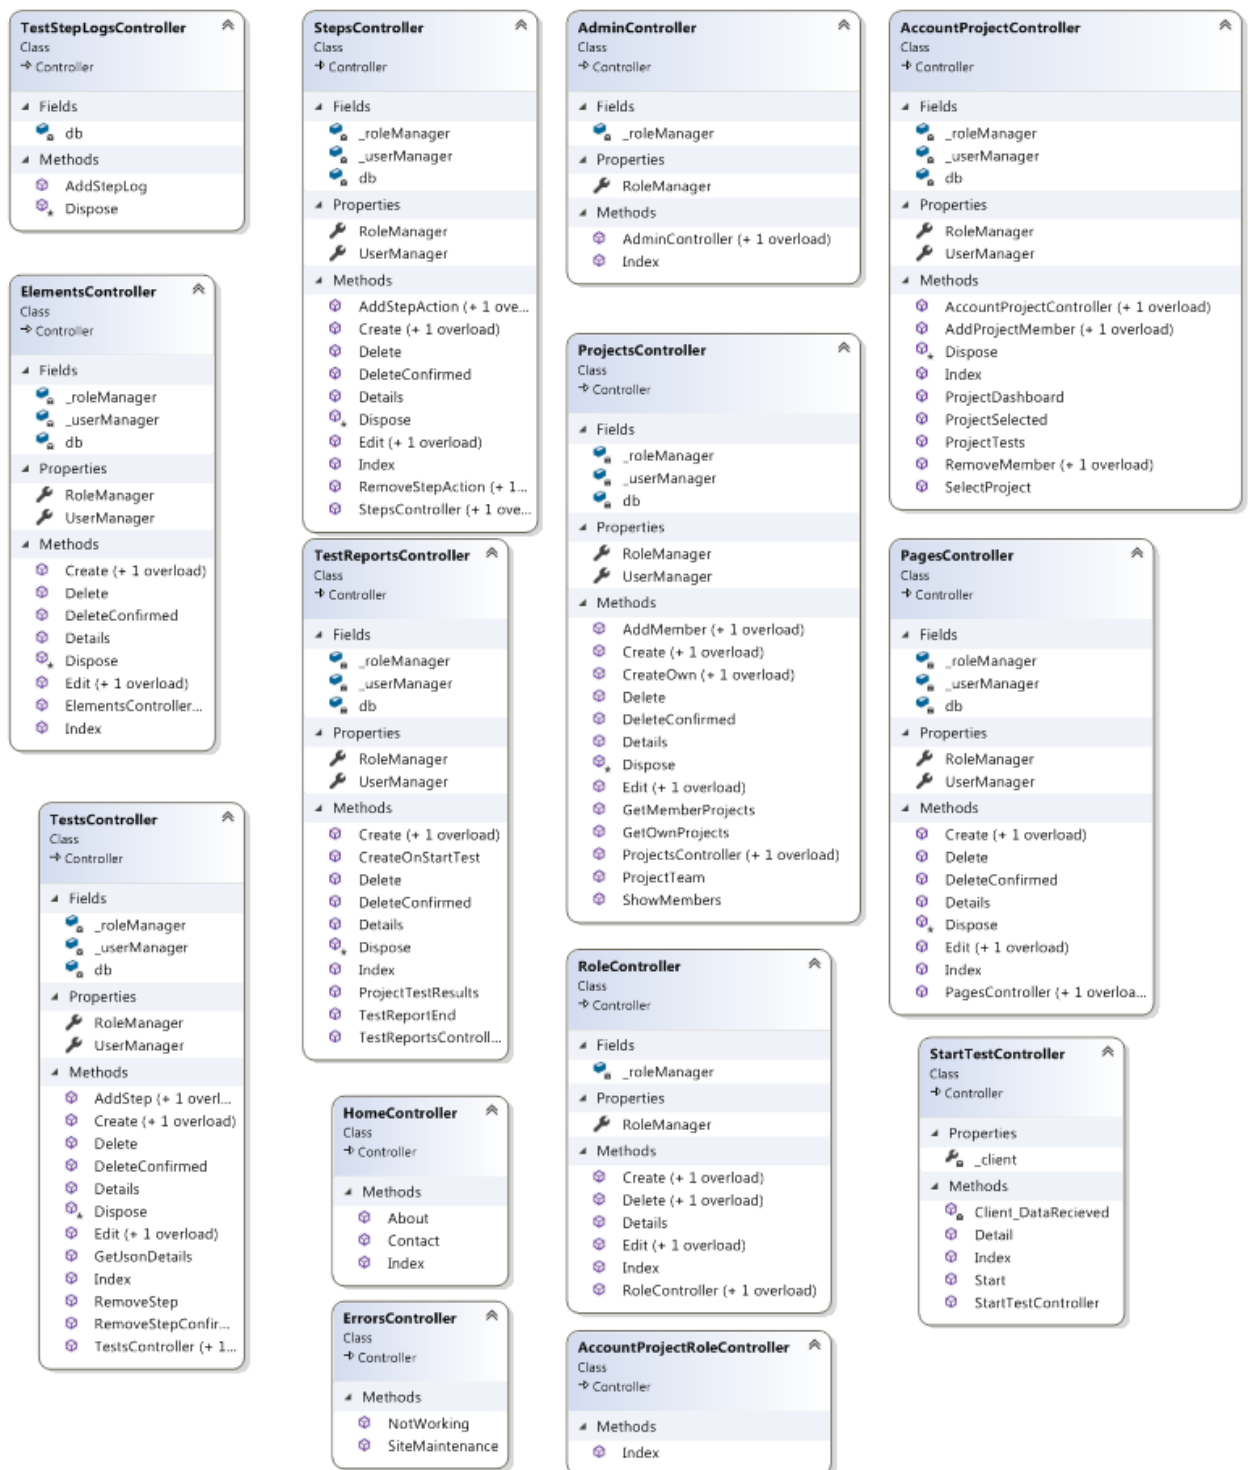 TestStepLogsController
Class
Controller
Fields
db
Methods
AddStepLog
Dispose
ElementsController
Class
Controller
Fields
_roleManager
_userManager
db
Properties
RoleManager
UserManager
Methods
Create (+ 1 overload)
Delete
DeleteConfirmed
Details
Dispose
Edit (+ 1 overload)
ElementsController...
Index
TestsController
Class
Controller
Fields
_roleManager
_userManager
db
Properties
RoleManager
UserManager
Methods
AddStep (+ 1 overl...
Create (+ 1 overload)
Delete
DeleteConfirmed
Details
Dispose
Edit (+ 1 overload)
GetJsonDetails
Index
RemoveStep
RemoveStepConfir...
TestsController (+ 1...
StepsController
Class
Controller
Fields
_roleManager
_userManager
db
Properties
RoleManager
UserManager
Methods
AddStepAction (+ 1 ove...
Create (+ 1 overload)
Delete
DeleteConfirmed
Details
Dispose
Edit (+ 1 overload)
Index
RemoveStepAction (+ 1...
StepsController (+ 1 ove...
TestReportsController
Class
Controller
Fields
_roleManager
_userManager
db
Properties
RoleManager
UserManager
Methods
Create (+ 1 overload)
CreateOnStartTest
Delete
DeleteConfirmed
Details
Dispose
Index
ProjectTestResults
TestReportEnd
TestReportsControll...
HomeController
Class
Controller
Methods
About
Contact
Index
ErrorsController
Class
Controller
Methods
NotWorking
SiteMaintenance
AdminController
Class
Controller
Fields
_roleManager
Properties
RoleManager
Methods
AdminController (+ 1 overload)
Index
ProjectsController
Class
Controller
Fields
_roleManager
_userManager
db
Properties
RoleManager
UserManager
Methods
AddMember (+ 1 overload)
Create (+ 1 overload)
CreateOwn (+ 1 overload)
Delete
DeleteConfirmed
Details
Dispose
Edit (+ 1 overload)
GetMemberProjects
GetOwnProjects
ProjectsController (+ 1 overload)
ProjectTeam
ShowMembers
RoleController
Class
Controller
Fields
_roleManager
Properties
RoleManager
Methods
Create (+ 1 overload)
Delete (+ 1 overload)
Details
Edit (+ 1 overload)
Index
RoleController (+ 1 overload)
AccountProjectRoleController
Class
Controller
Methods
Index
AccountProjectController
Class
Controller
Fields
_roleManager
_userManager
db
Properties
RoleManager
UserManager
Methods
AccountProjectController (+ 1 overload)
AddProjectMember (+ 1 overload)
Dispose
Index
ProjectDashboard
ProjectSelected
ProjectTests
RemoveMember (+ 1 overload)
SelectProject
PagesController
Class
Controller
Fields
_roleManager
_userManager
db
Properties
RoleManager
UserManager
Methods
Create (+ 1 overload)
Delete
DeleteConfirmed
Details
Dispose
Edit (+ 1 overload)
Index
PagesController (+ 1 overloa...
StartTestController
Class
Controller
Properties
_client
Methods
Client_DataRecieved
Detail
Index
Start
StartTestController